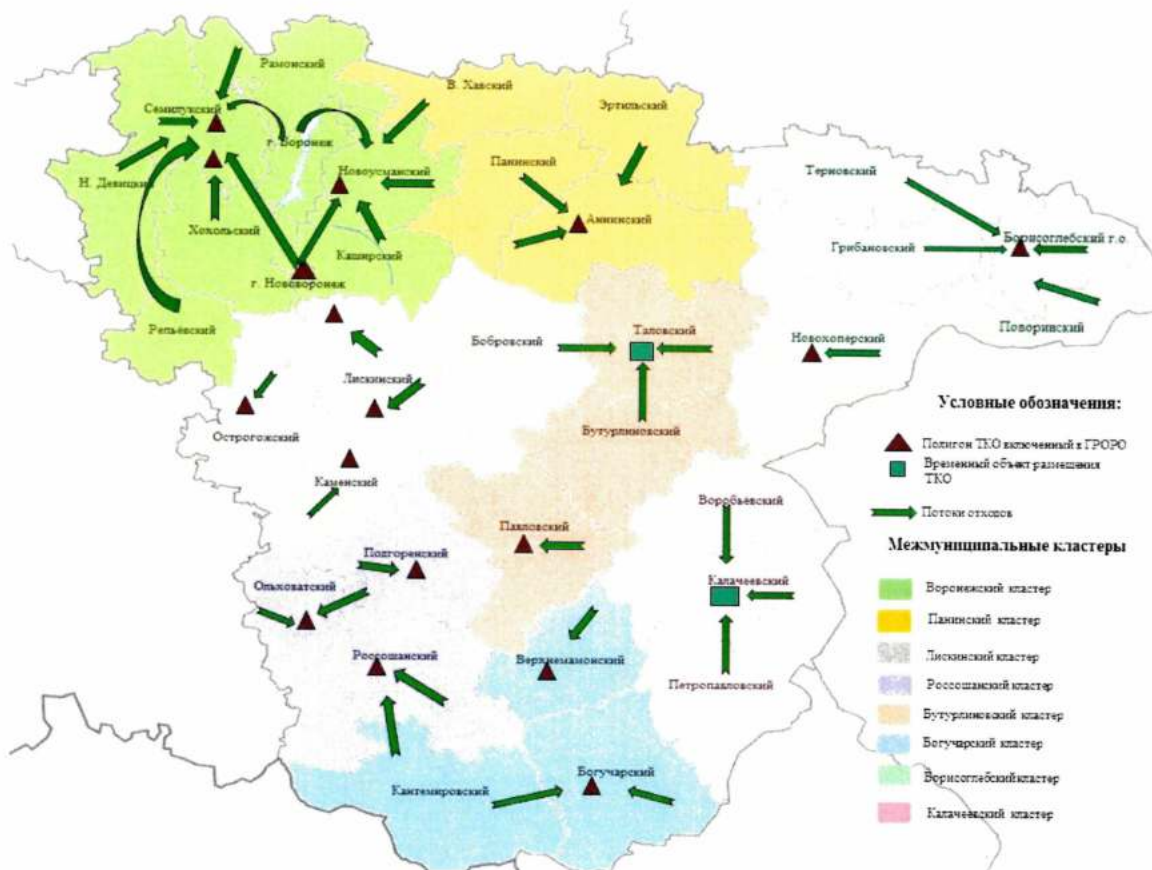 Рамонский
В. Хавский
Эртильский
Семилукский
г. Воронеж
Панинский
Новоусманский
Терновский
Н. Девицкий
Аннинский
Хохольский
Грибановский
Борисоглебский г.о.
Каширский
г. Нововоронеж
Репьёвский
Поворинский
Таловский
Бобровский
Новохоперский
Лискинский
Острогожский
Бутурлиновский
Каменский
Воробьевский
Павловский
Подгоренский
Ольховатский
Калачеевский
Россошанский
Верхнемамонский
Петропавловский
Богучарский
Кантемировский
Условные обозначения:
Полигон ТКО включенный в ГРОРО
Временный объект размещения
ТКО
Потоки отходов
Межмуниципальные кластеры
Воронежский кластер
Панинский кластер
Лискинский кластер
Россошанский кластер
Бутурлиновский кластер
Богучарский кластер
Борисоглебский кластер
Калачеевский кластер